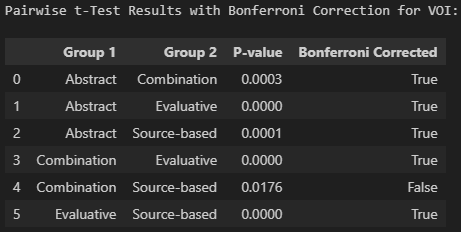 Pairwise t-Test Results with Bonferroni Correction for VOI:
Group 1 Group 2 P-value Bonferroni Corrected
0 Abstract Combination 0.0003 True
1 Abstract Evaluative 0.0000 True
2 Abstract Source-based 0.0001 True
3 Combination Evaluative 0.0000 True
4 Combination Source-based 0.0176 False
5 Evaluative Source-based 0.0000 True